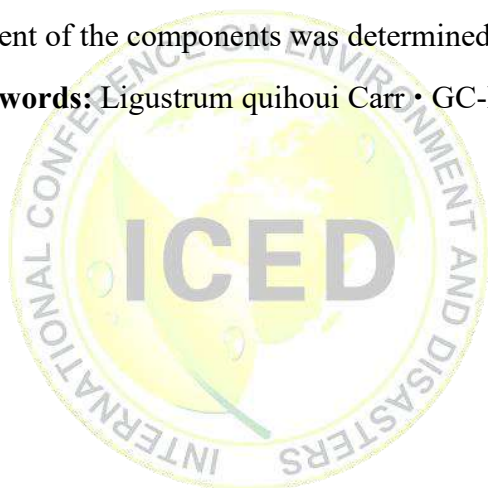 ent of the components was determined
words: Ligustrum quihoui Carr • GC-
INTERNATIONAL CONFERENCE ON ENVIRONMENT AND DISASTERS
ICED